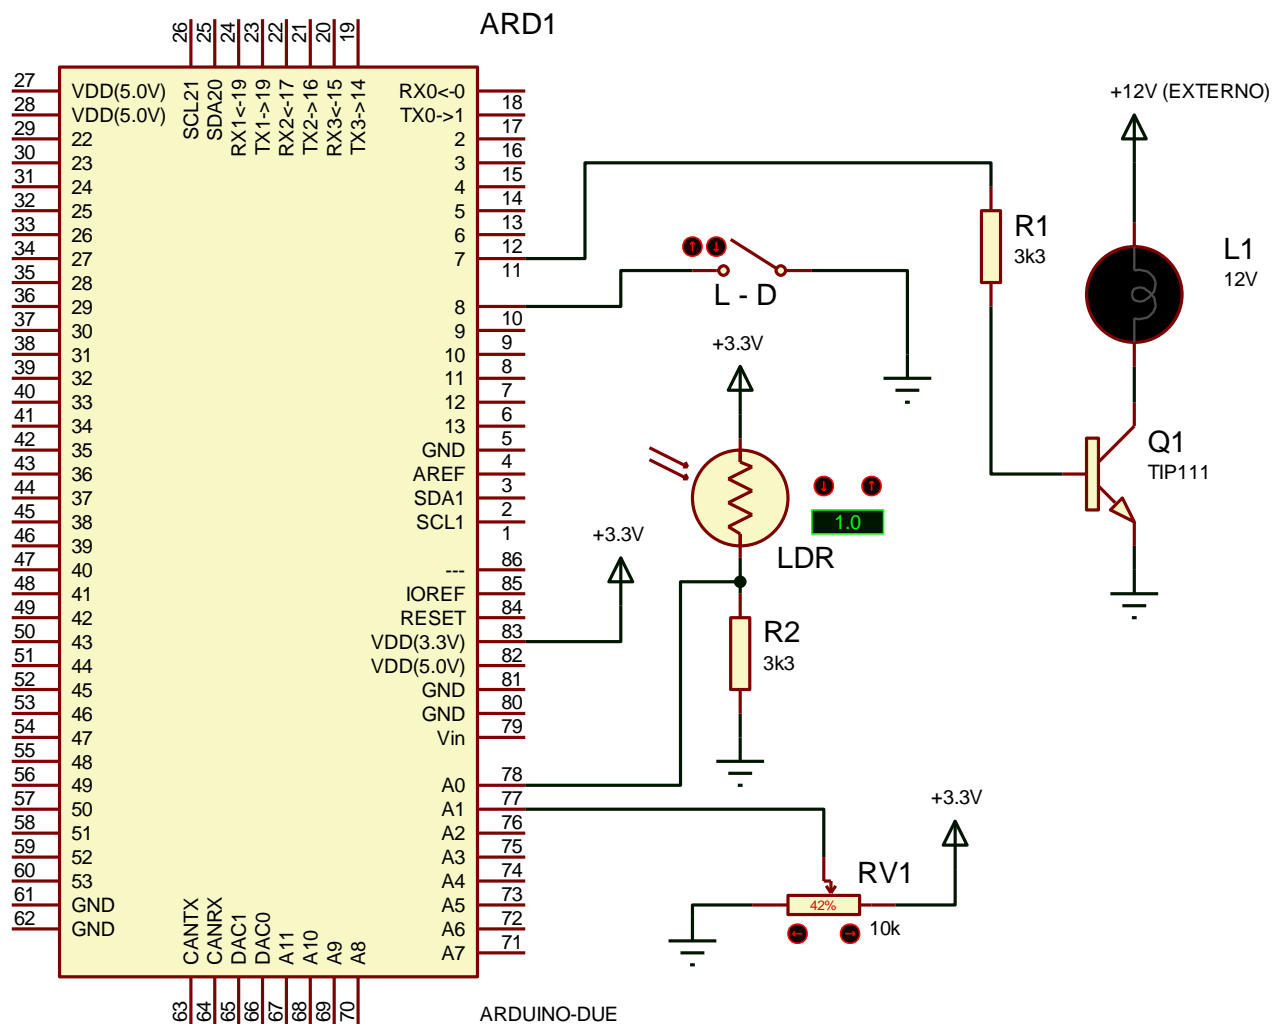 ARD1
26 25 24 23 22 21 20 19
SCL21 SDA20 RX1<-19 TX1->19 RX2<-17 TX2->16 RX3<-15 TX3->14
27 VDD(5.0V)
28 VDD(5.0V)
29 22
30 23
31 24
32 25
33 26
34 27
35 28
36 29
37 30
38 31
39 32
40 33
41 34
42 35
43 36
44 37
45 38
46 39
47 40
48 41
49 42
50 43
51 44
52 45
53 46
54 47
55 48
56 49
57 50
58 51
59 52
60 53
61 GND
62 GND
RX0<-0 18
TX0->1 17
2 16
3 15
4 14
5 13
6 12
7 11
8 10
9 9
10 8
11 7
12 6
13 5
GND 4
AREF 3
SDA1 2
SCL1 1
--- 86
IOREF 85
RESET 84
VDD(3.3V) 83
VDD(5.0V) 82
GND 81
GND 80
Vin 79
A0 78
A1 77
A2 76
A3 75
A4 74
A5 73
A6 72
A7 71
CANTX CANRX DAC1 DAC0 A11 A10 A9 A8
63 64 65 66 67 68 69 70
ARDUINO-DUE
L - D
+3.3V
LDR
1.0
+3.3V
R2
3k3
RV1
42%
10k
+3.3V
R1
3k3
+12V (EXTERNO)
L1
12V
Q1
TIP111